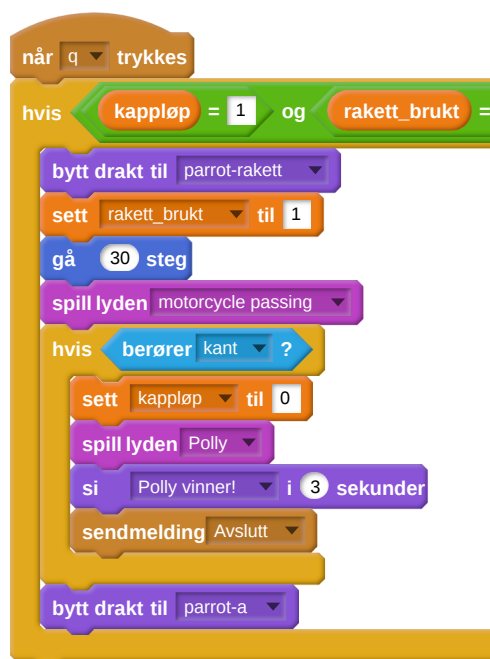 når q trykkes
hvis kappløp = 1 og rakett_brukt =
bytt drakt til parrot-rakett
sett rakett_brukt til 1
gå 30 steg
spill lyden motorcycle passing
hvis berører kant ?
sett kappløp til 0
spill lyden Polly
si Polly vinner! i 3 sekunder
sendmelding Avslutt
bytt drakt til parrot-a